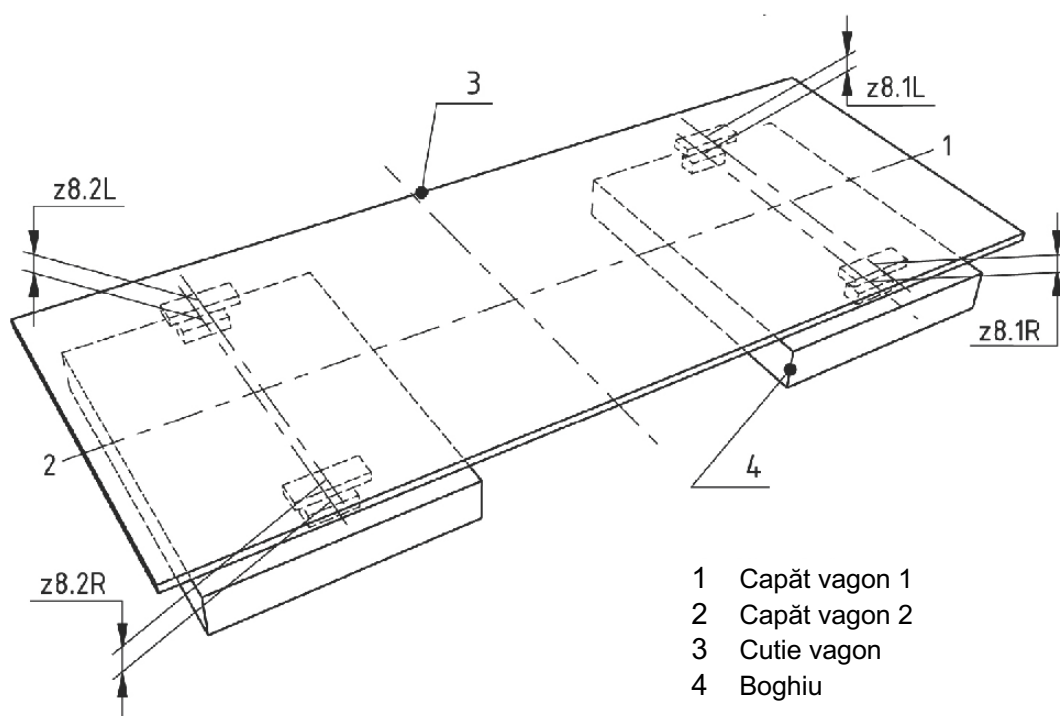 3
z8.1L
1
z8.2L
z8.1R
2
4
z8.2R
1 Capăt vagon 1
2 Capăt vagon 2
3 Cutie vagon
4 Boghiu